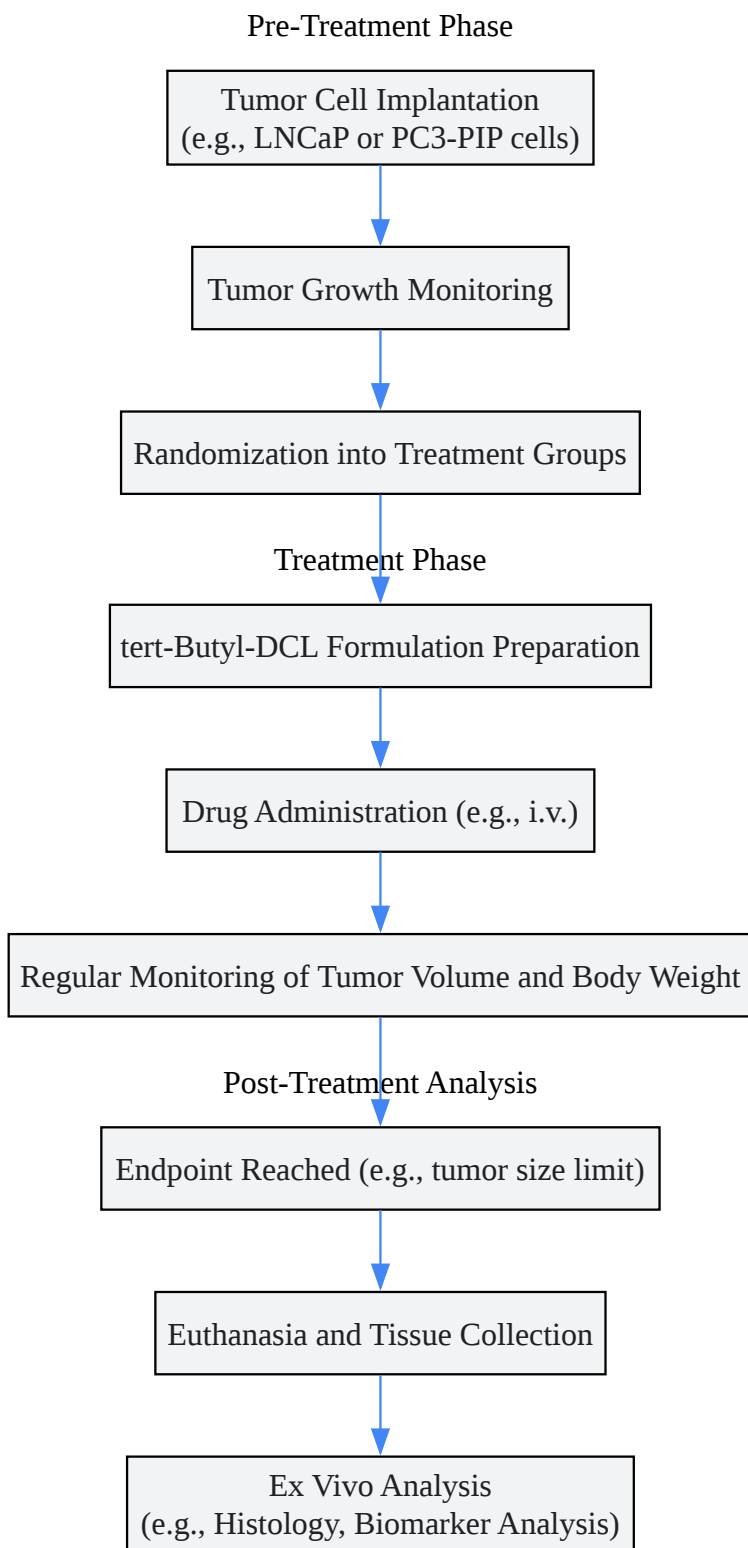 Pre-Treatment Phase
Tumor Cell Implantation
(e.g., LNCaP or PC3-PIP cells)
Tumor Growth Monitoring
Randomization into Treatment Groups
Treatment Phase
tert-Butyl-DCL Formulation Preparation
Drug Administration (e.g., i.v.)
Regular Monitoring of Tumor Volume and Body Weight
Post-Treatment Analysis
Endpoint Reached (e.g., tumor size limit)
Euthanasia and Tissue Collection
Ex Vivo Analysis
(e.g., Histology, Biomarker Analysis)